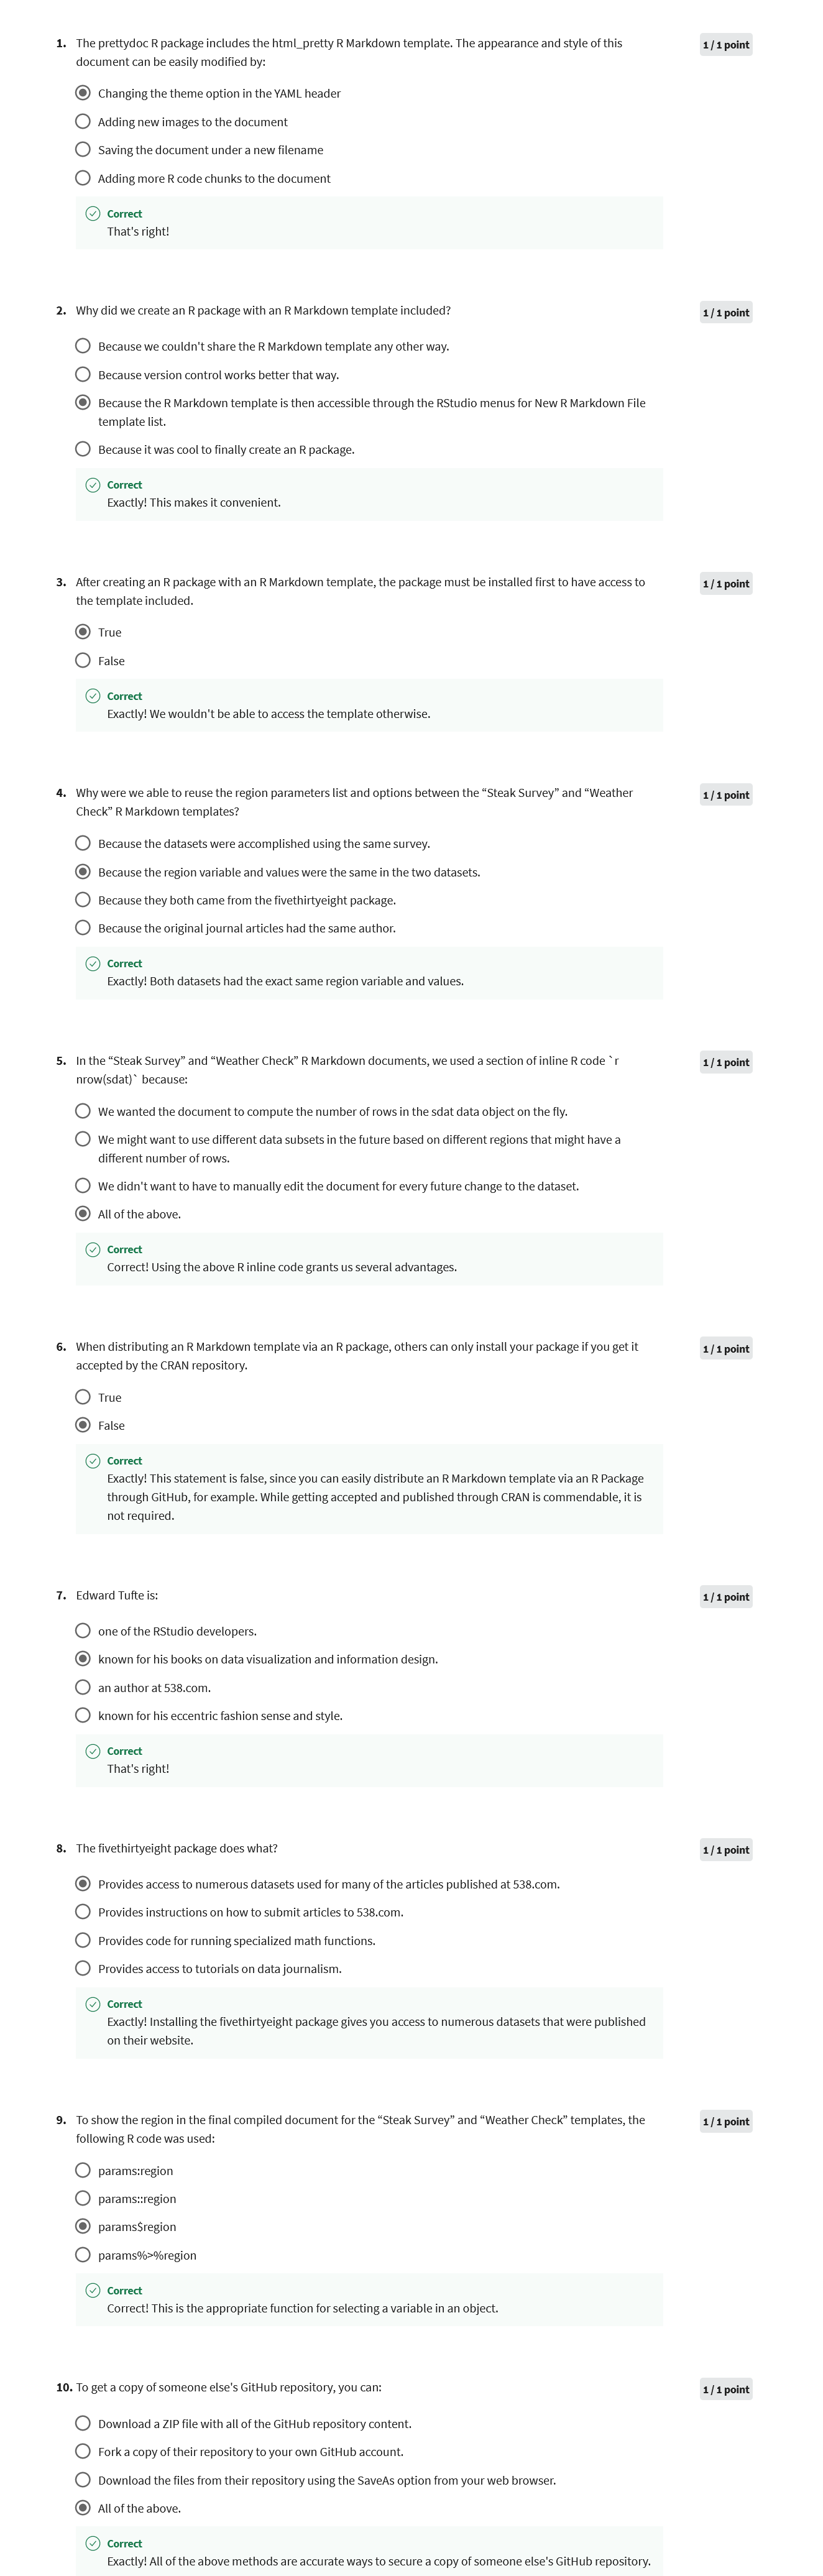 1. The prettydoc R package includes the html_pretty R Markdown template. The appearance and style of this
document can be easily modified by:
1 / 1 point
Changing the theme option in the YAML header
Adding new images to the document
Saving the document under a new filename
Adding more R code chunks to the document
Correct
That's right!
2. Why did we create an R package with an R Markdown template included?
1 / 1 point
Because we couldn't share the R Markdown template any other way.
Because version control works better that way.
Because the R Markdown template is then accessible through the RStudio menus for New R Markdown File
template list.
Because it was cool to finally create an R package.
Correct
Exactly! This makes it convenient.
3. After creating an R package with an R Markdown template, the package must be installed first to have access to
the template included.
1 / 1 point
True
False
Correct
Exactly! We wouldn't be able to access the template otherwise.
4. Why were we able to reuse the region parameters list and options between the “Steak Survey” and “Weather
Check” R Markdown templates?
1 / 1 point
Because the datasets were accomplished using the same survey.
Because the region variable and values were the same in the two datasets.
Because they both came from the fivethirtyeight package.
Because the original journal articles had the same author.
Correct
Exactly! Both datasets had the exact same region variable and values.
5. In the “Steak Survey” and “Weather Check” R Markdown documents, we used a section of inline R code `r
nrow(sdat)` because:
1 / 1 point
We wanted the document to compute the number of rows in the sdat data object on the fly.
We might want to use different data subsets in the future based on different regions that might have a
different number of rows.
We didn't want to have to manually edit the document for every future change to the dataset.
All of the above.
Correct
Correct! Using the above R inline code grants us several advantages.
6. When distributing an R Markdown template via an R package, others can only install your package if you get it
accepted by the CRAN repository.
1 / 1 point
True
False
Correct
Exactly! This statement is false, since you can easily distribute an R Markdown template via an R Package
through GitHub, for example. While getting accepted and published through CRAN is commendable, it is
not required.
7. Edward Tufte is:
1 / 1 point
one of the RStudio developers.
known for his books on data visualization and information design.
an author at 538.com.
known for his eccentric fashion sense and style.
Correct
That's right!
8. The fivethirtyeight package does what?
1 / 1 point
Provides access to numerous datasets used for many of the articles published at 538.com.
Provides instructions on how to submit articles to 538.com.
Provides code for running specialized math functions.
Provides access to tutorials on data journalism.
Correct
Exactly! Installing the fivethirtyeight package gives you access to numerous datasets that were published
on their website.
9. To show the region in the final compiled document for the “Steak Survey” and “Weather Check” templates, the
following R code was used:
1 / 1 point
params:region
params::region
params$region
params%>%region
Correct
Correct! This is the appropriate function for selecting a variable in an object.
10. To get a copy of someone else's GitHub repository, you can:
1 / 1 point
Download a ZIP file with all of the GitHub repository content.
Fork a copy of their repository to your own GitHub account.
Download the files from their repository using the SaveAs option from your web browser.
All of the above.
Correct
Exactly! All of the above methods are accurate ways to secure a copy of someone else's GitHub repository.